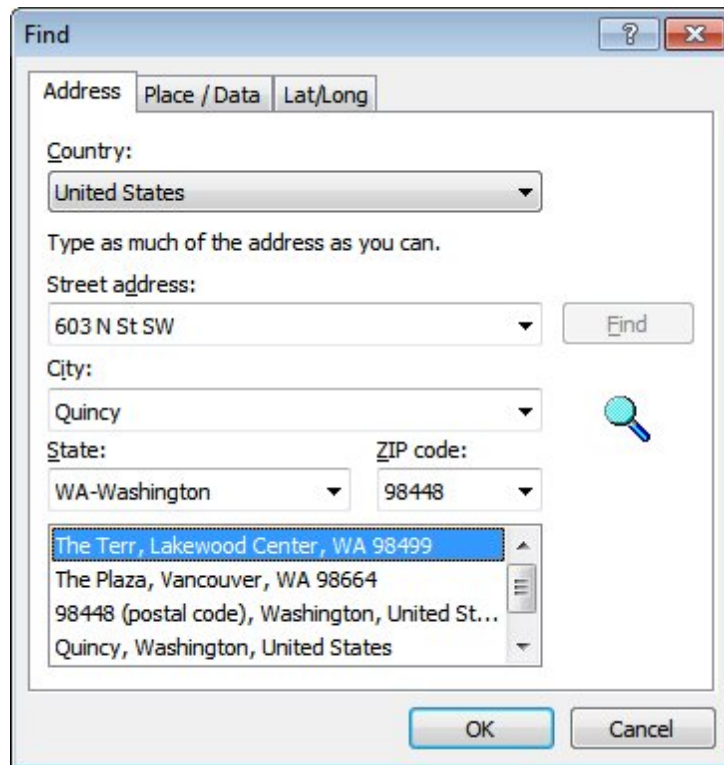 Find
Address Place / Data Lat/Long
Country:
United States
Type as much of the address as you can.
Street address:
603 N St SW
Find
City:
Quincy
State: ZIP code:
WA-Washington 98448
The Terr, Lakewood Center, WA 98499
The Plaza, Vancouver, WA 98664
98448 (postal code), Washington, United St...
Quincy, Washington, United States
OK Cancel